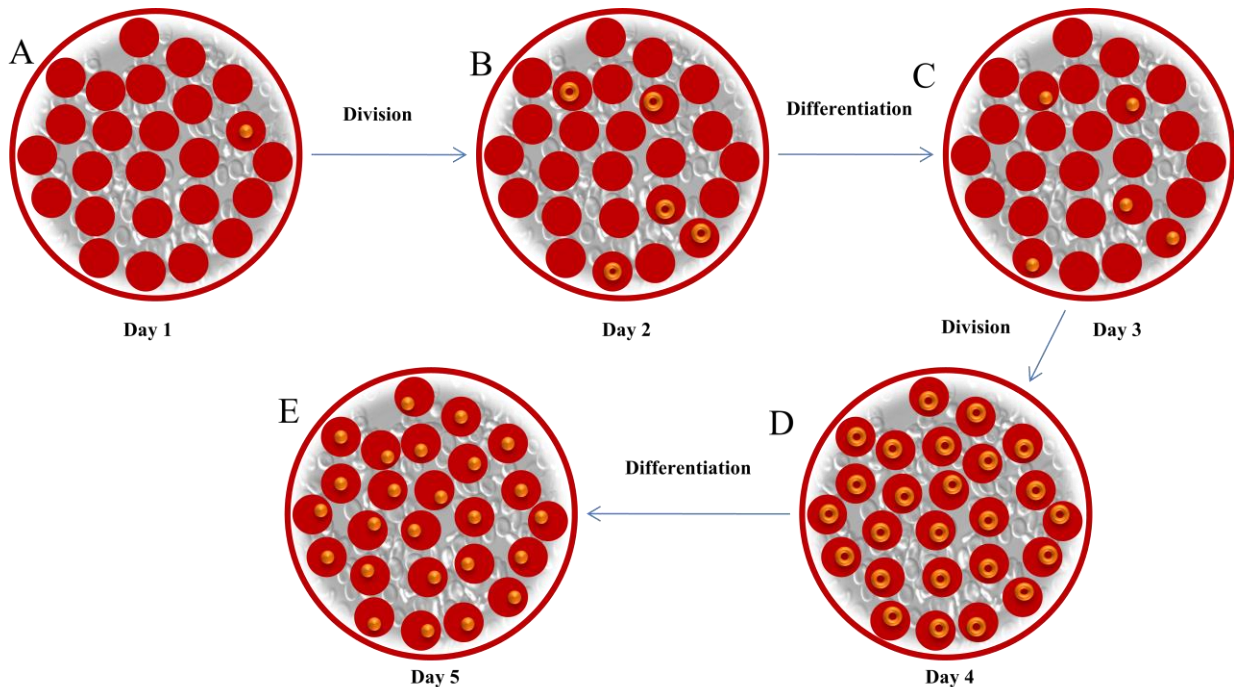 A
Division
B
Differentiation
C
Day 1
Day 2
Day 3
Division
E
Differentiation
D
Day 5
Day 4